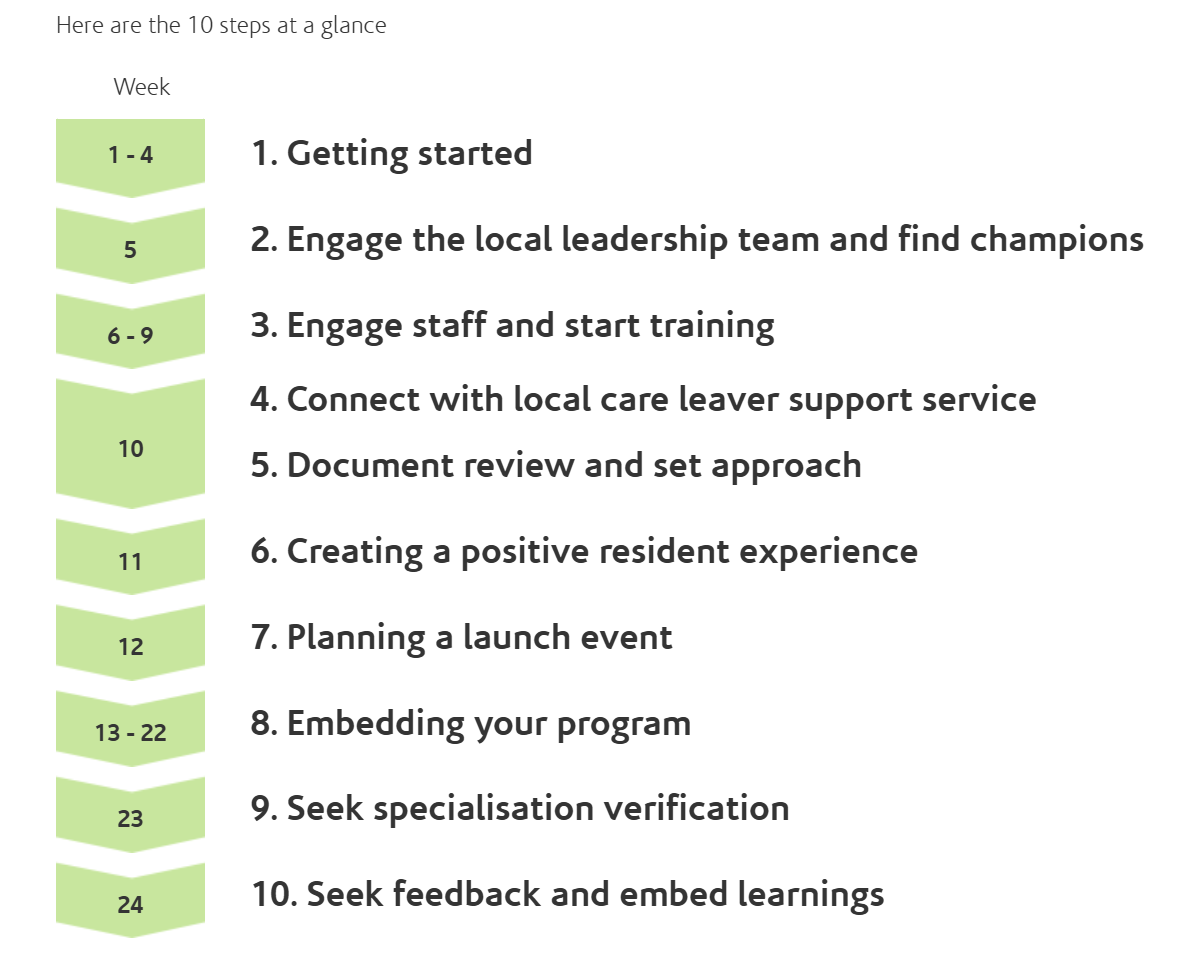 Here are the 10 steps at a glance
Week
1 - 4
1. Getting started
5
2. Engage the local leadership team and find champions
6 - 9
3. Engage staff and start training
10
4. Connect with local care leaver support service
5. Document review and set approach
11
6. Creating a positive resident experience
12
7. Planning a launch event
13 - 22
8. Embedding your program
23
9. Seek specialisation verification
24
10. Seek feedback and embed learnings